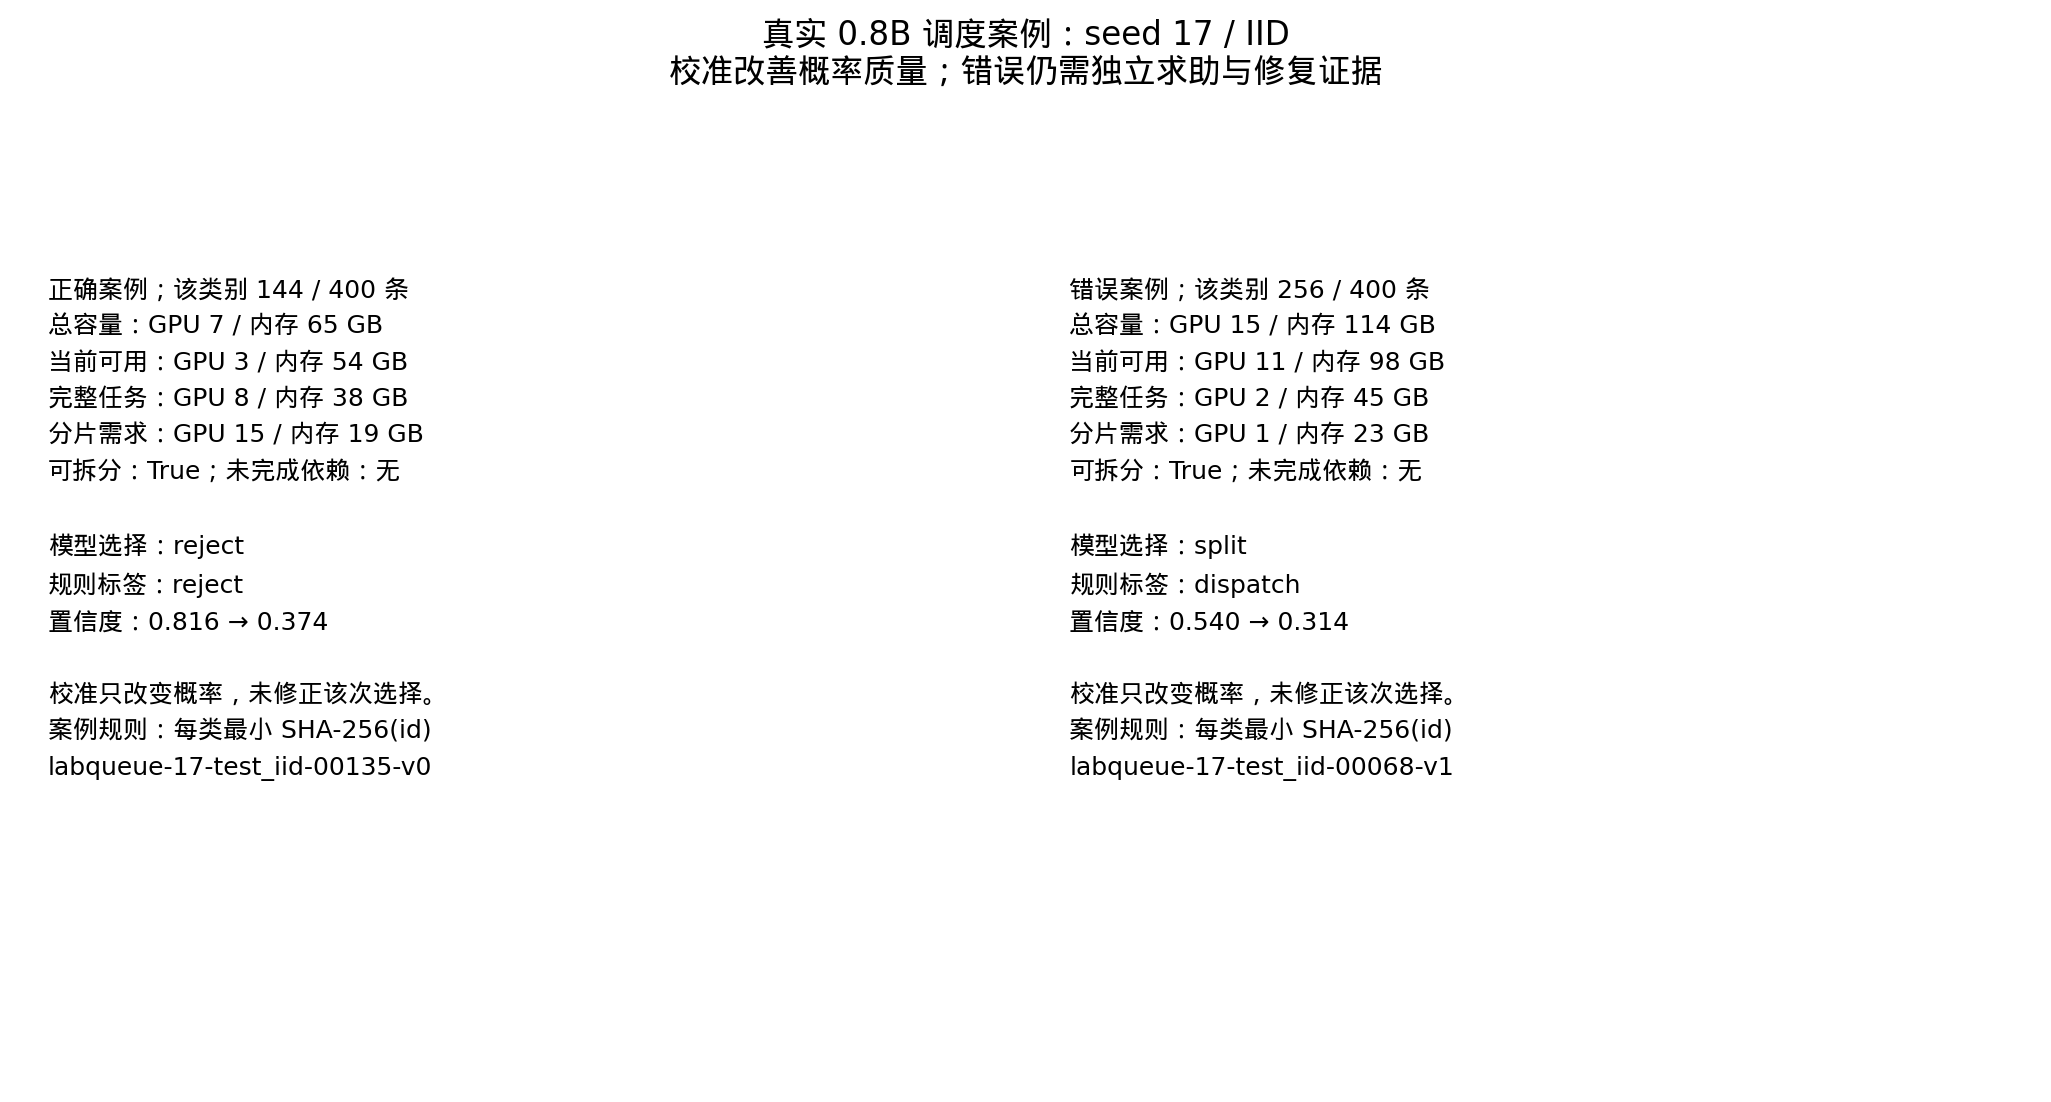 真实 0.8B 调度案例：seed 17 / IID
校准改善概率质量；错误仍需独立求助与修复证据
正确案例；该类别 144 / 400 条
总容量：GPU 7 / 内存 65 GB
当前可用：GPU 3 / 内存 54 GB
完整任务：GPU 8 / 内存 38 GB
分片需求：GPU 15 / 内存 19 GB
可拆分：True；未完成依赖：无
模型选择：reject
规则标签：reject
置信度：0.816 → 0.374
校准只改变概率，未修正该次选择。
案例规则：每类最小 SHA-256(id)
labqueue-17-test_iid-00135-v0
错误案例；该类别 256 / 400 条
总容量：GPU 15 / 内存 114 GB
当前可用：GPU 11 / 内存 98 GB
完整任务：GPU 2 / 内存 45 GB
分片需求：GPU 1 / 内存 23 GB
可拆分：True；未完成依赖：无
模型选择：split
规则标签：dispatch
置信度：0.540 → 0.314
校准只改变概率，未修正该次选择。
案例规则：每类最小 SHA-256(id)
labqueue-17-test_iid-00068-v1